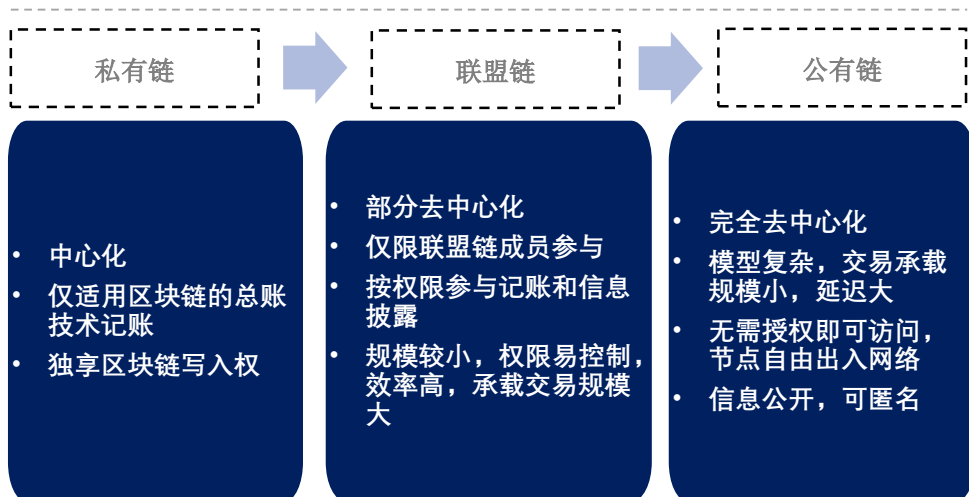 私有链
联盟链
公有链
• 中心化
• 仅适用区块链的总账
技术记账
• 独享区块链写入权
• 部分去中心化
• 仅限联盟链成员参与
• 按权限参与记账和信息
披露
• 规模较小，权限易控制，
效率高，承载交易规模
大
• 完全去中心化
• 模型复杂，交易承载
规模小，延迟大
• 无需授权即可访问，
节点自由出入网络
• 信息公开，可匿名